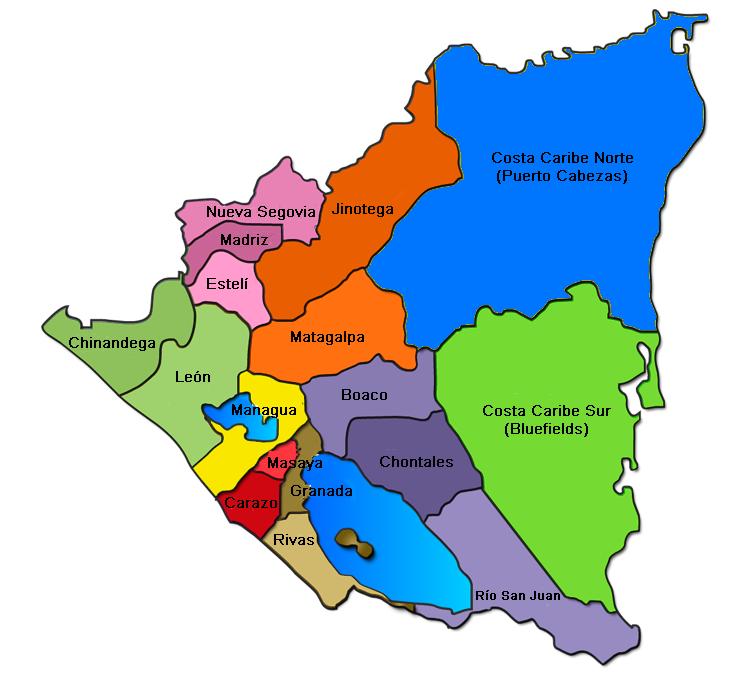 Costa Caribe Norte
(Puerto Cabezas)
Nueva Segovia
Jinotega
Madriz
Estelí
Chinandega
Matagalpa
León
Boaco
Managua
Costa Caribe Sur
(Bluefields)
Masaya
Chontales
Granada
Carazo
Rivas
Río San Juan